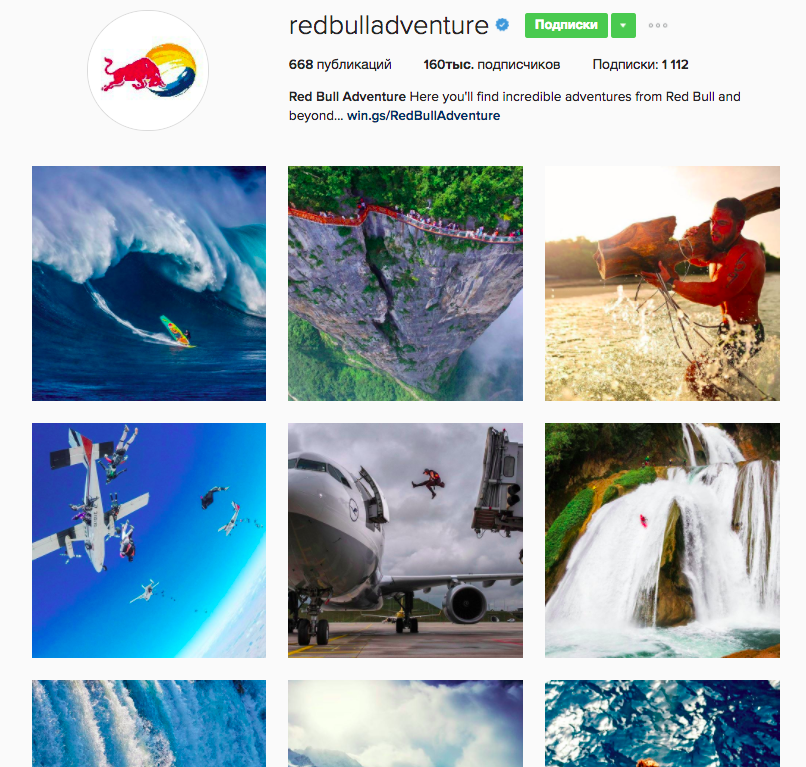 redbulladventure Подписки
668 публикаций 160тыс. подписчиков Подписки: 1 112
Red Bull Adventure Here you'll find incredible adventures from Red Bull and
beyond... win.gs/RedBullAdventure